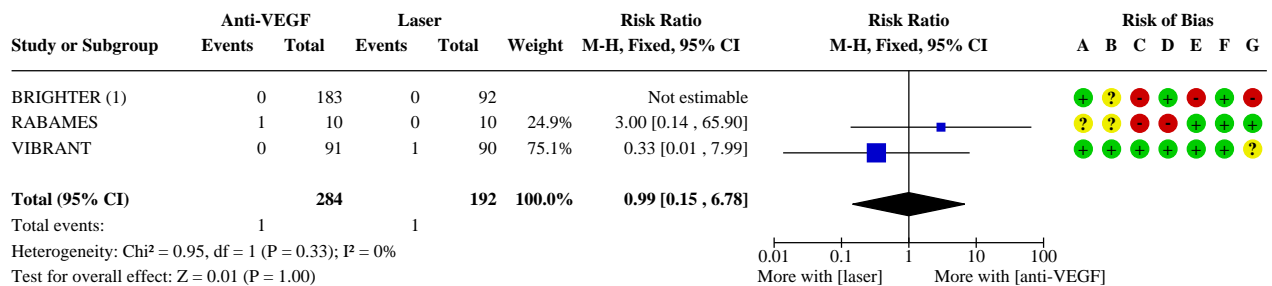 Anti-VEGF Laser Risk Ratio Risk Ratio Risk of Bias
Study or Subgroup Events Total Events Total Weight M-H, Fixed, 95% CI M-H, Fixed, 95% CI A B C D E F G
BRIGHTER (1) 0 183 0 92 Not estimable + ? - + - + -
RABAMES 1 10 0 10 24.9% 3.00 [0.14 , 65.90] ? ? - - + + +
VIBRANT 0 91 1 90 75.1% 0.33 [0.01 , 7.99] + + + + + + ?
Total (95% CI) 284 192 100.0% 0.99 [0.15 , 6.78]
Total events: 1 1
Heterogeneity: Chi² = 0.95, df = 1 (P = 0.33); I² = 0%
0.01 0.1 1 10 100
Test for overall effect: Z = 0.01 (P = 1.00)
More with [laser] More with [anti-VEGF]